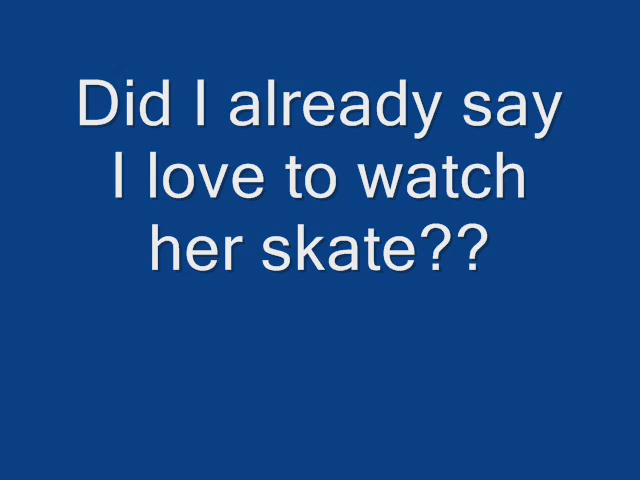 Did I already say
I love to watch
her skate??